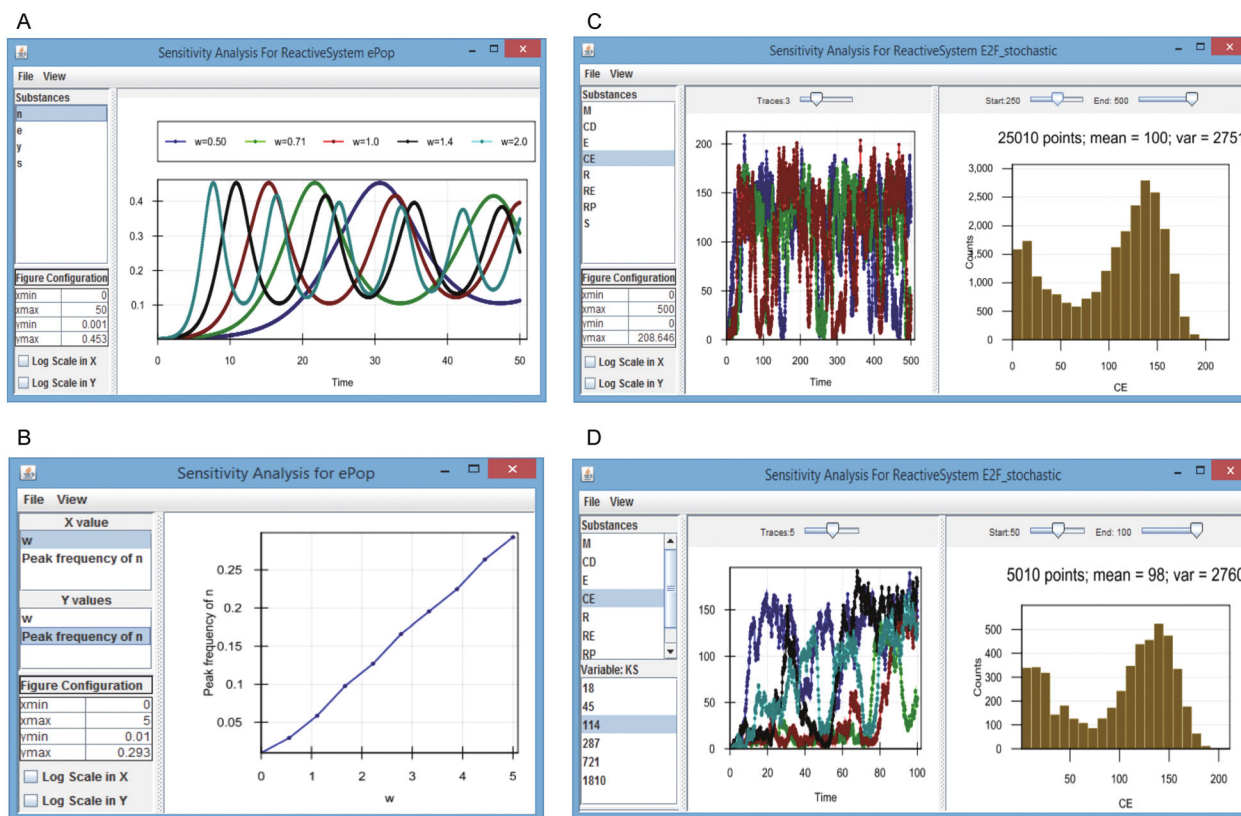 A
Sensitivity Analysis For ReactiveSystem ePop
File View
Substances
n
e
y
s
w=0.50 w=0.71 w=1.0 w=1.4 w=2.0
0.4
0.3
0.2
0.1
0 10 20 30 40 50
Time
Figure Configuration
xmin 0
xmax 50
ymin 0.001
ymax 0.453
Log Scale in X
Log Scale in Y
C
Sensitivity Analysis For ReactiveSystem E2F_stochastic
File View
Substances
M
CD
E
CE
R
RE
RP
S
Figure Configuration
xmin 0
xmax 500
ymin 0
ymax 208.646
Log Scale in X
Log Scale in Y
Traces:3
200
150
100
50
0
0 100 200 300 400 500
Time
Start:250 End: 500
25010 points; mean = 100; var = 2751
3,000
2,500
2,000
1,500
1,000
500
0
Counts
0 50 100 150 200
CE
B
Sensitivity Analysis for ePop
File View
X value
w
Peak frequency of n
Y values
w
Peak frequency of n
Figure Configuration
xmin 0
xmax 5
ymin 0.01
ymax 0.293
Log Scale in X
Log Scale in Y
Peak frequency of n
0.25
0.2
0.15
0.1
0.05
0 1 2 3 4 5
w
D
Sensitivity Analysis For ReactiveSystem E2F_stochastic
File View
Substances
M
CD
E
CE
R
RE
RP
Variable: KS
18
45
114
287
721
1810
Traces:5
150
100
50
0
0 20 40 60 80 100
Time
Start:50 End: 100
5010 points; mean = 98; var = 2760
500
400
300
200
100
0
Counts
50 100 150 200
CE